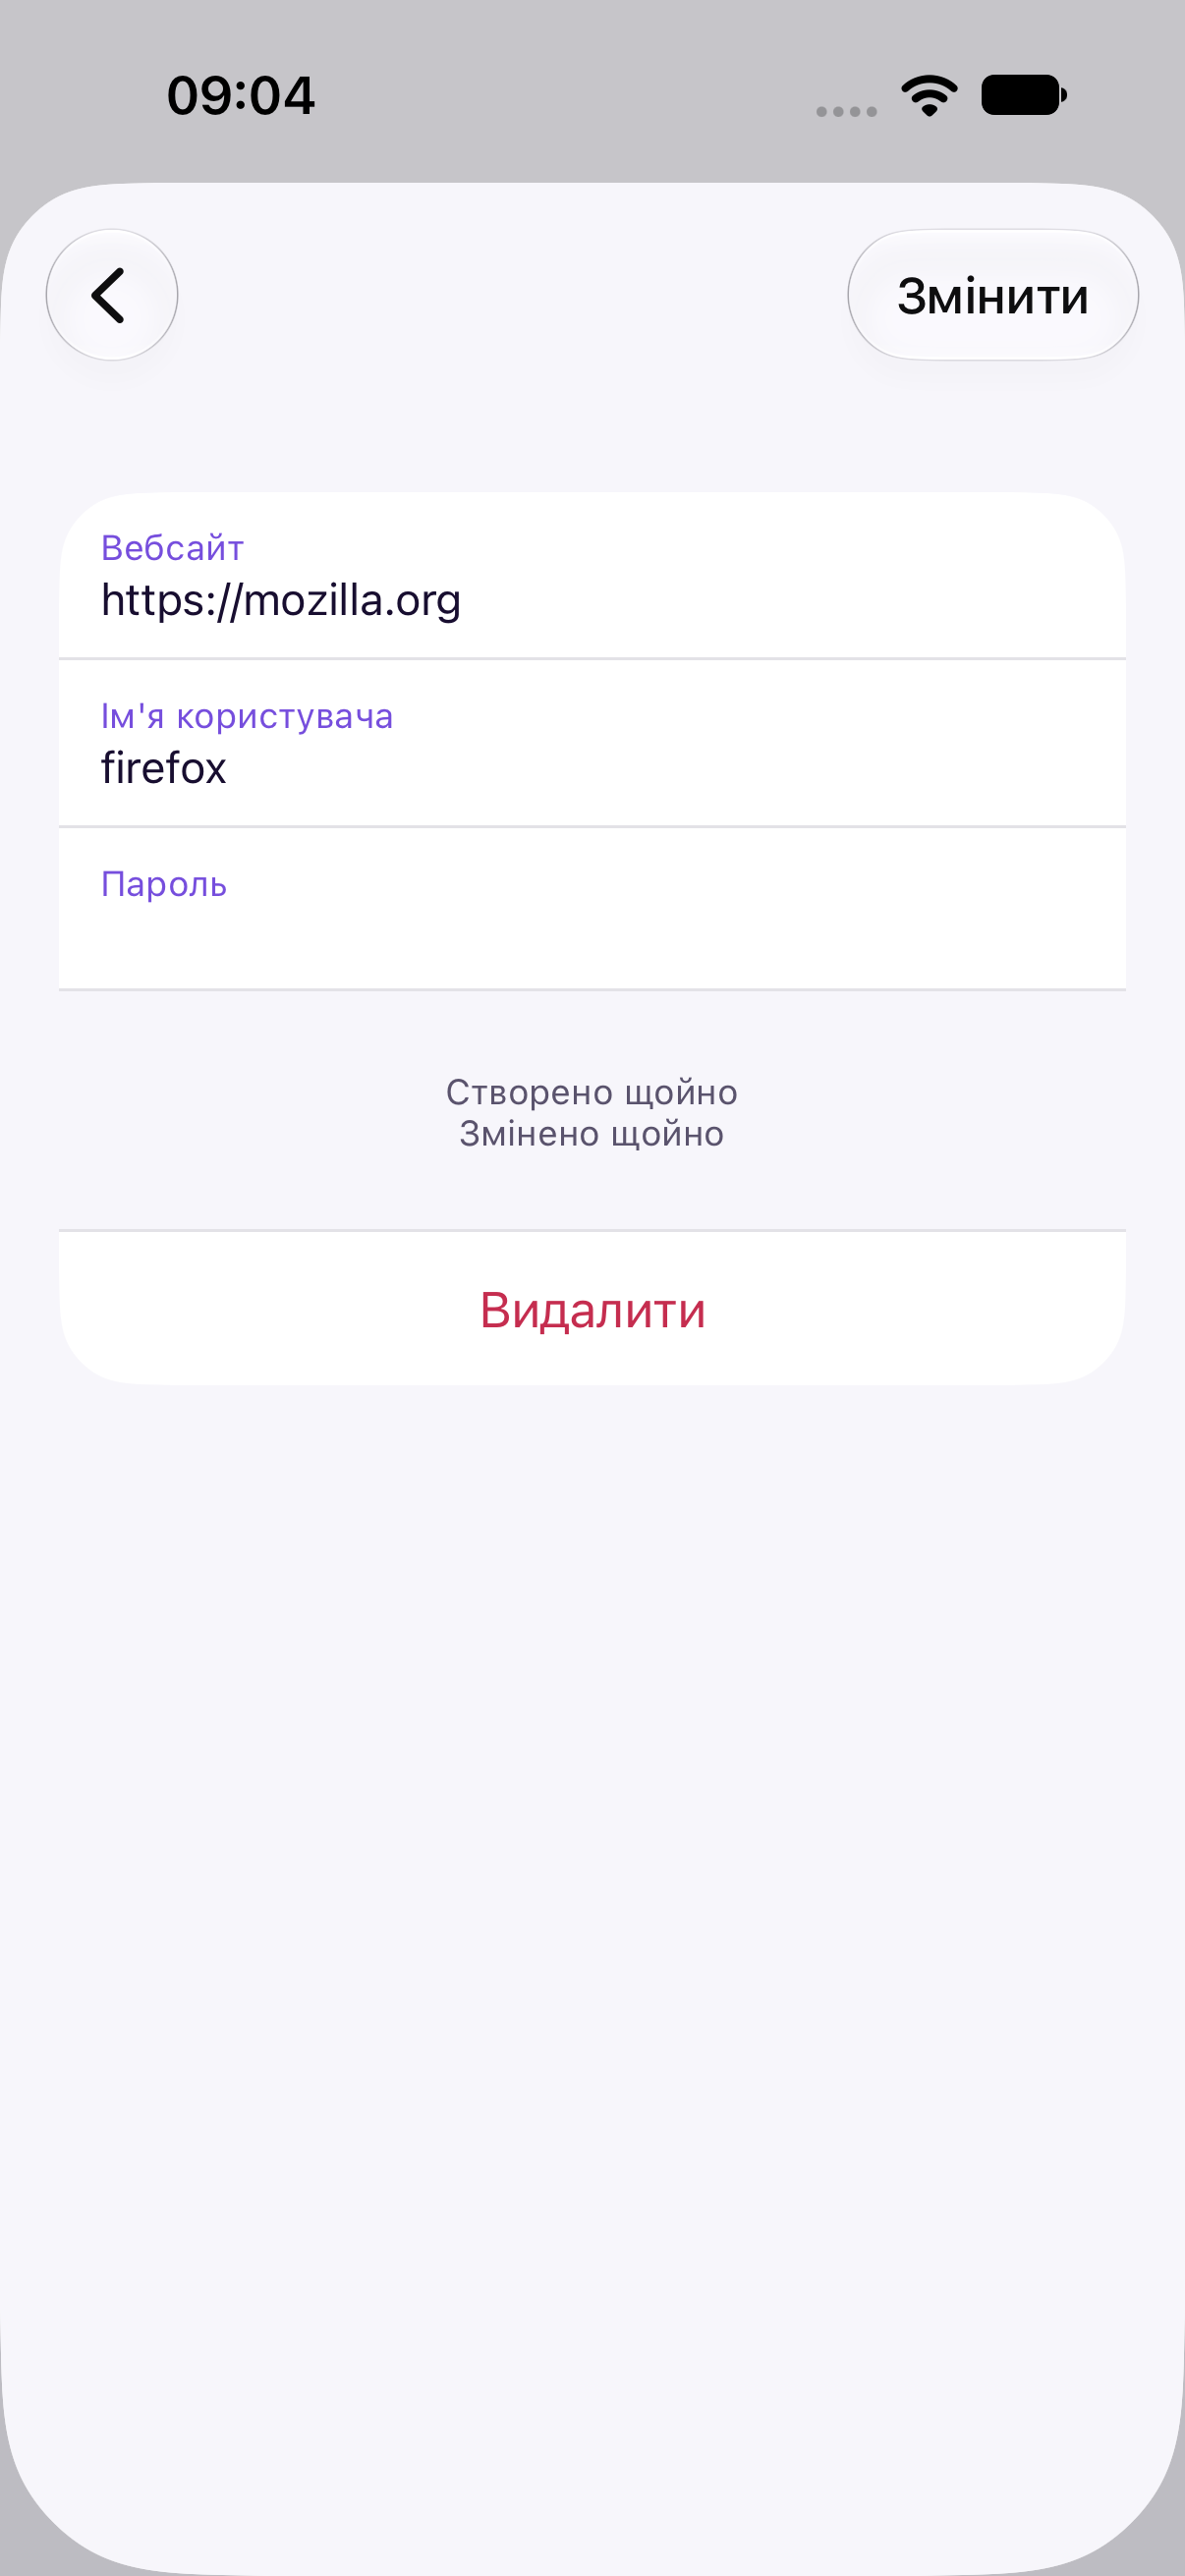 09:04
Змінити
Вебсайт
https://mozilla.org
Ім'я користувача
firefox
Пароль
Створено щойно
Змінено щойно
Видалити